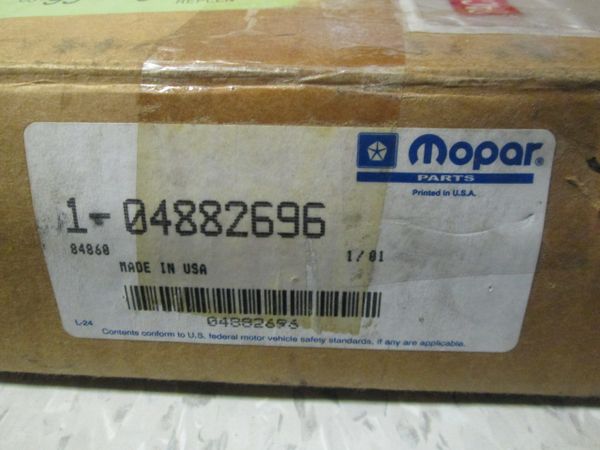 REPLEN
Mopar®
PARTS
Printed in U.S.A.
1-04882696
84860
1/01
MADE IN USA
04882696
L-24
Contents conform to U.S. federal motor vehicle safety standards, if any are applicable.